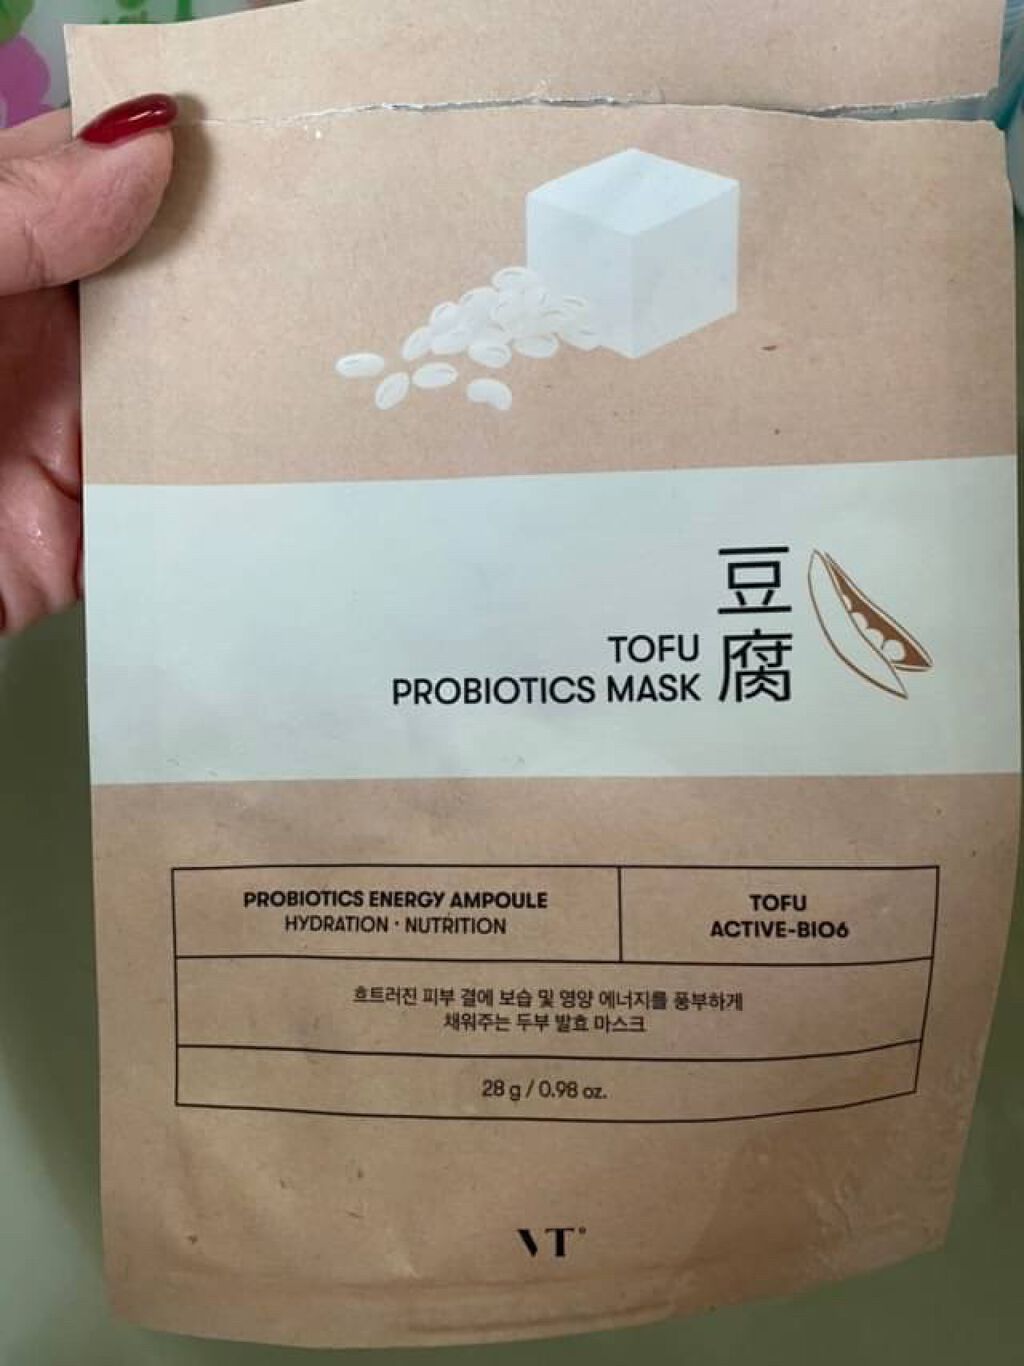 豆腐
TOFU
PROBIOTICS MASK
PROBIOTICS ENERGY AMPOULE
HYDRATION · NUTRITION
TOFU
ACTIVE-BIO6
흐트러진 피부 결에 보습 및 영양 에너지를 풍부하게
채워주는 두부 발효 마스크
28 g / 0.98 oz.
VT